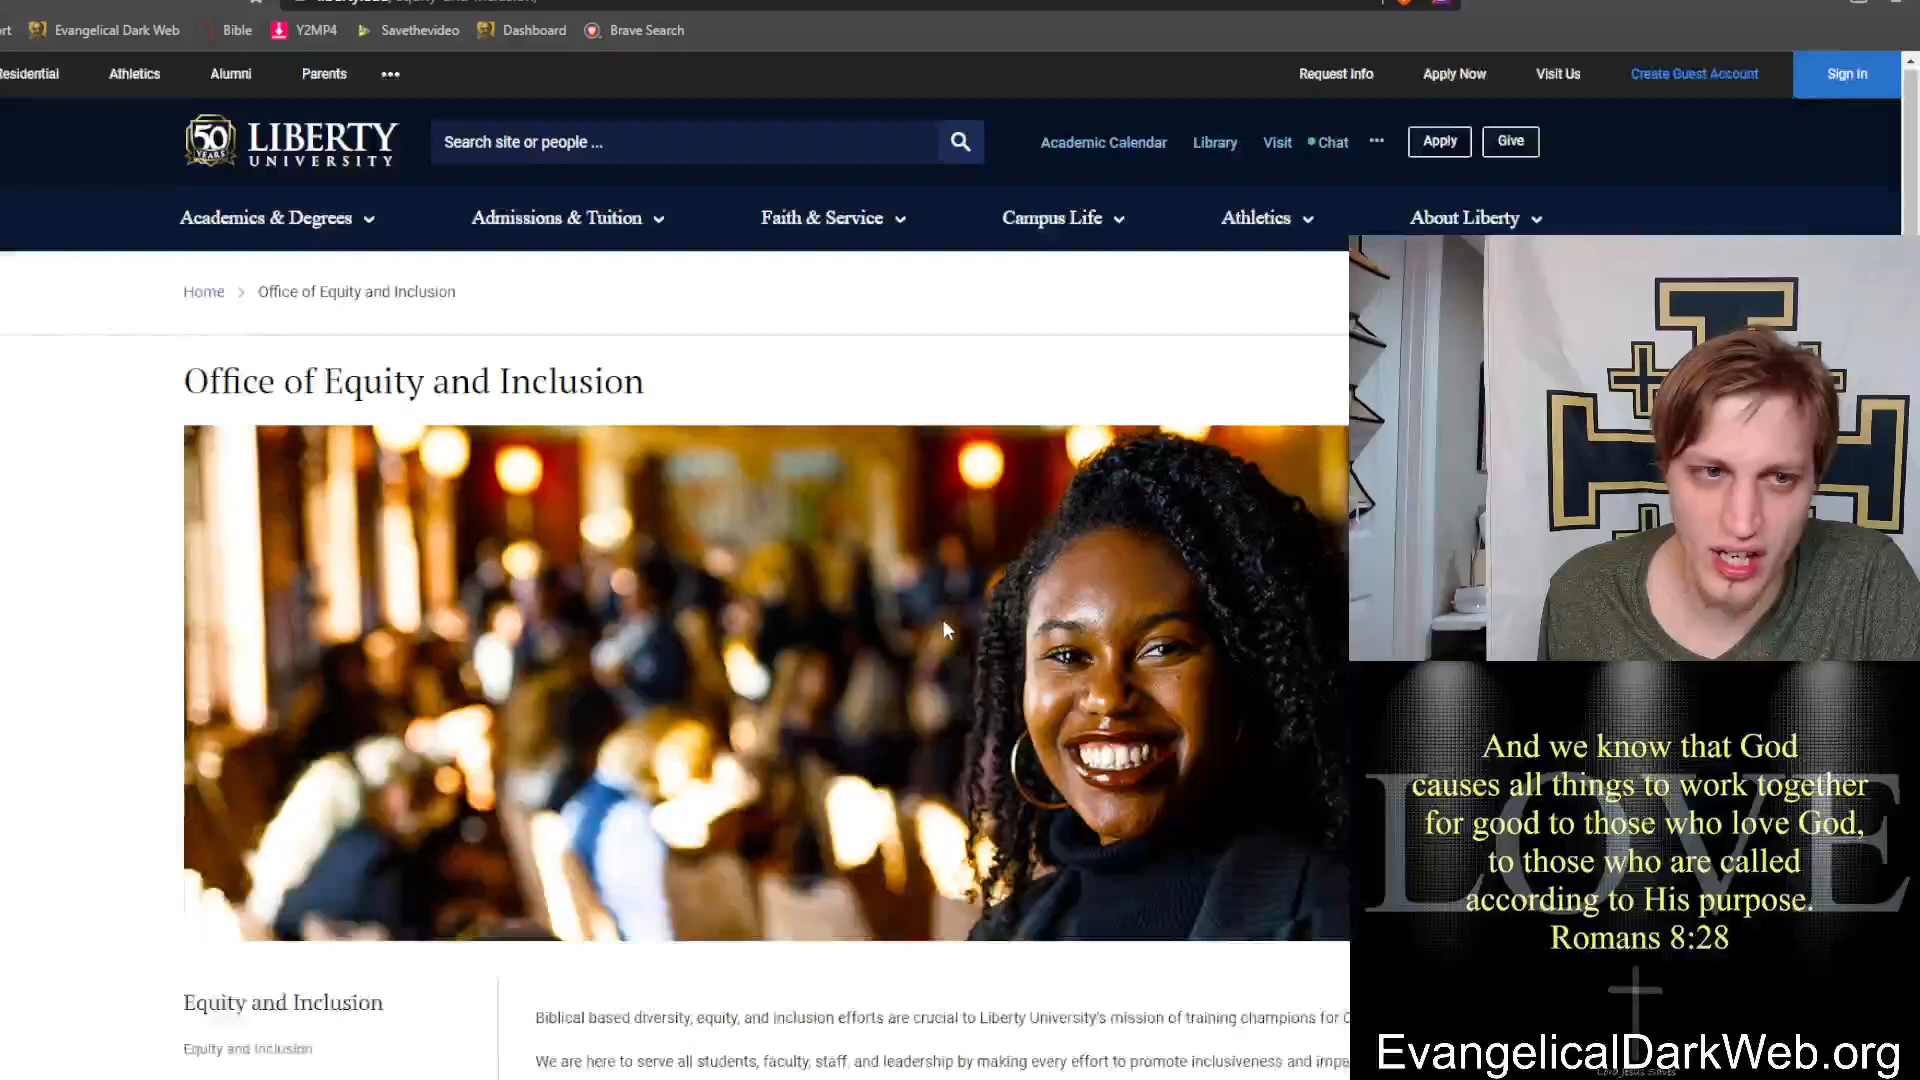 Evangelical Dark Web
Bible
Y2MP4
Savethevideo
Dashboard
Brave Search
Residential
Athletics
Alumni
Parents
Request Info
Apply Now
Visit Us
Create Guest Account
Sign In
50
YEARS
LIBERTY
UNIVERSITY
Search site or people ...
Academic Calendar
Library
Visit
Chat
Apply
Give
Academics & Degrees
Admissions & Tuition
Faith & Service
Campus Life
Athletics
About Liberty
Home
Office of Equity and Inclusion
Office of Equity and Inclusion
Equity and Inclusion
Equity and Inclusion
Biblical based diversity, equity, and inclusion efforts are crucial to Liberty University's mission of training champions for
We are here to serve all students, faculty, staff, and leadership by making every effort to promote inclusiveness and
LOVE
And we know that God
causes all things to work together
for good to those who love God,
to those who are called
according to His purpose.
Romans 8:28
EvangelicalDarkWeb.org
Lord Jesus Saves